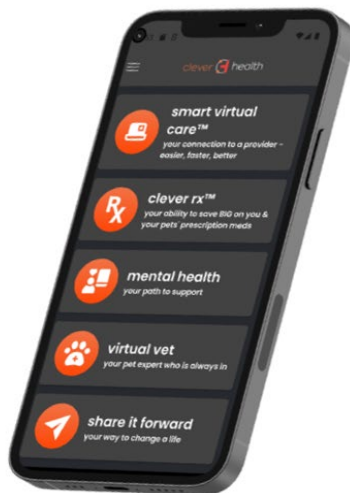 clever health
smart virtual
care™
your connection to a provider -
easier, faster, better
Rx
clever rx™
your ability to save BIG on you &
your pets' prescription meds
mental health
your path to support
virtual vet
your pet expert who is always in
share it forward
your way to change a life